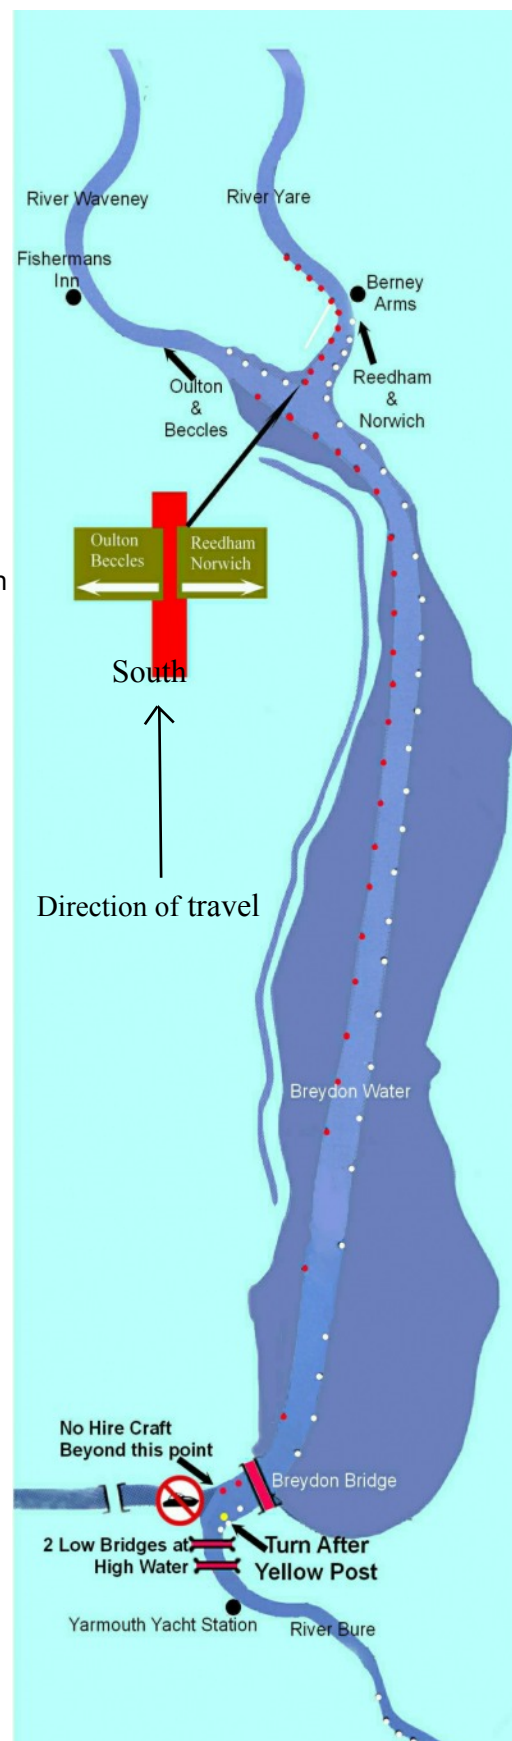 River Waveney
River Yare
Fishermans
Inn
Berney
Arms
Oulton
&
Beccles
Reedham
&
Norwich
Oulton
Beccles
Reedham
Norwich
n
South
Direction of travel
Breydon Water
No Hire Craft
Beyond this point
Breydon Bridge
2 Low Bridges at
High Water
Turn After
Yellow Post
Yarmouth Yacht Station
River Bure